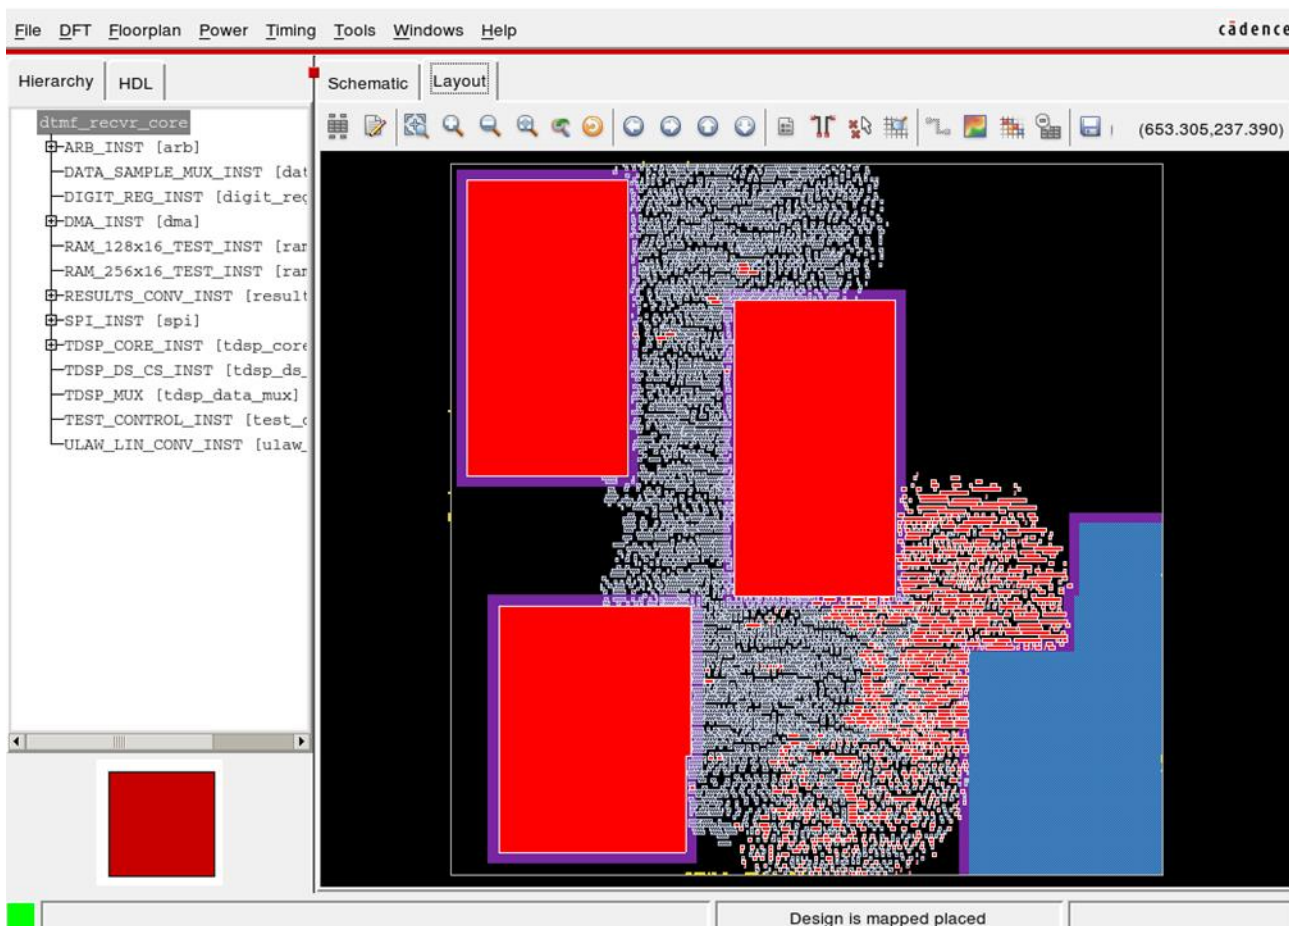 File DFT Floorplan Power Timing Tools Windows Help
cādence
Hierarchy HDL
Schematic Layout
(653.305,237.390)
dtmf_recvr_core
ARB_INST [arb]
DATA_SAMPLE_MUX_INST [dat
DIGIT_REG_INST [digit_reg
DMA_INST [dma]
RAM_128x16_TEST_INST [ram
RAM_256x16_TEST_INST [ram
RESULTS_CONV_INST [result
SPI_INST [spi]
TDSP_CORE_INST [tdsp_core
TDSP_DS_CS_INST [tdsp_ds_
TDSP_MUX [tdsp_data_mux]
TEST_CONTROL_INST [test_c
ULAW_LIN_CONV_INST [ulaw_
Design is mapped placed